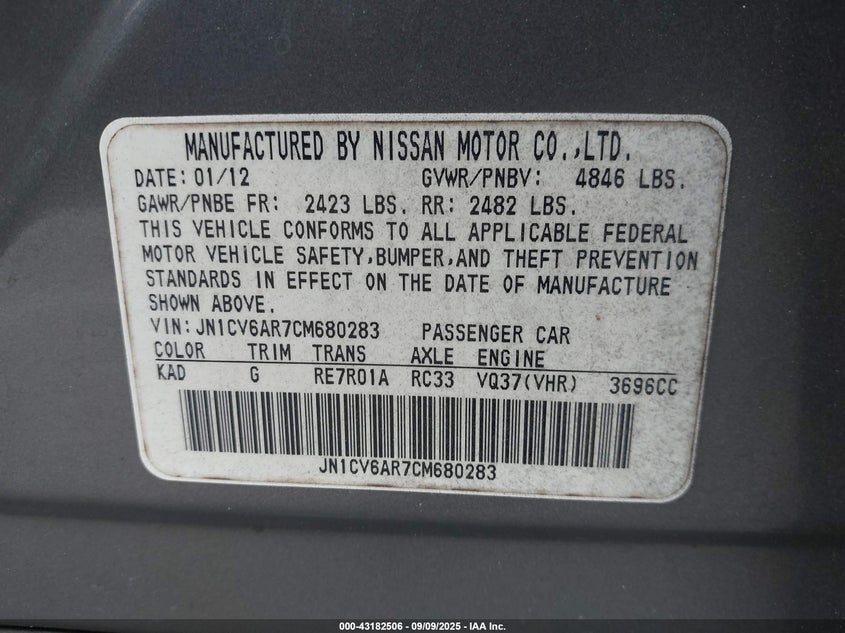 MANUFACTURED BY NISSAN MOTOR CO.,LTD.
DATE: 01/12 GVWR/PNBV: 4846 LBS.
GAWR/PNBE FR: 2423 LBS. RR: 2482 LBS.
THIS VEHICLE CONFORMS TO ALL APPLICABLE FEDERAL
MOTOR VEHICLE SAFETY,BUMPER,AND THEFT PREVENTION
STANDARDS IN EFFECT ON THE DATE OF MANUFACTURE
SHOWN ABOVE.
VIN: JN1CV6AR7CM680283 PASSENGER CAR
COLOR TRIM TRANS AXLE ENGINE
KAD G RE7R01A RC33 VQ37(VHR) 3696CC
JN1CV6AR7CM680283
000-43182506 - 09/09/2025 - IAA Inc.